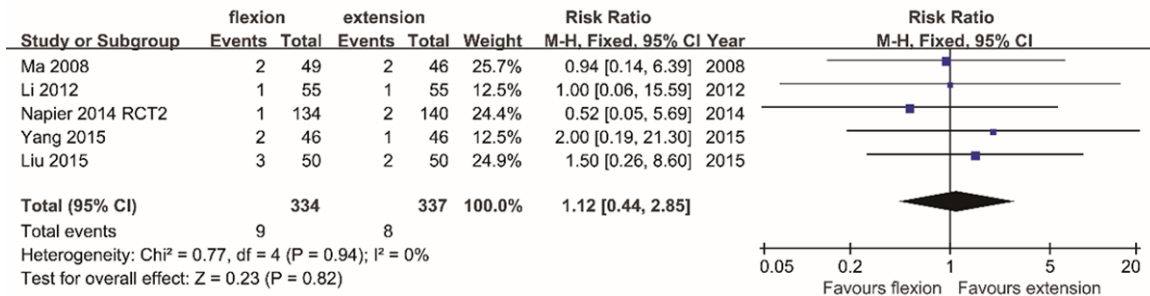 flexion extension Risk Ratio Risk Ratio
Study or Subgroup Events Total Events Total Weight M-H, Fixed, 95% CI Year M-H, Fixed, 95% CI
Ma 2008 2 49 2 46 25.7% 0.94 [0.14, 6.39] 2008
Li 2012 1 55 1 55 12.5% 1.00 [0.06, 15.59] 2012
Napier 2014 RCT2 1 134 2 140 24.4% 0.52 [0.05, 5.69] 2014
Yang 2015 2 46 1 46 12.5% 2.00 [0.19, 21.30] 2015
Liu 2015 3 50 2 50 24.9% 1.50 [0.26, 8.60] 2015
Total (95% CI) 334 337 100.0% 1.12 [0.44, 2.85]
Total events 9 8
Heterogeneity: Chi² = 0.77, df = 4 (P = 0.94); I² = 0%
Test for overall effect: Z = 0.23 (P = 0.82)
0.05 0.2 1 5 20
Favours flexion Favours extension